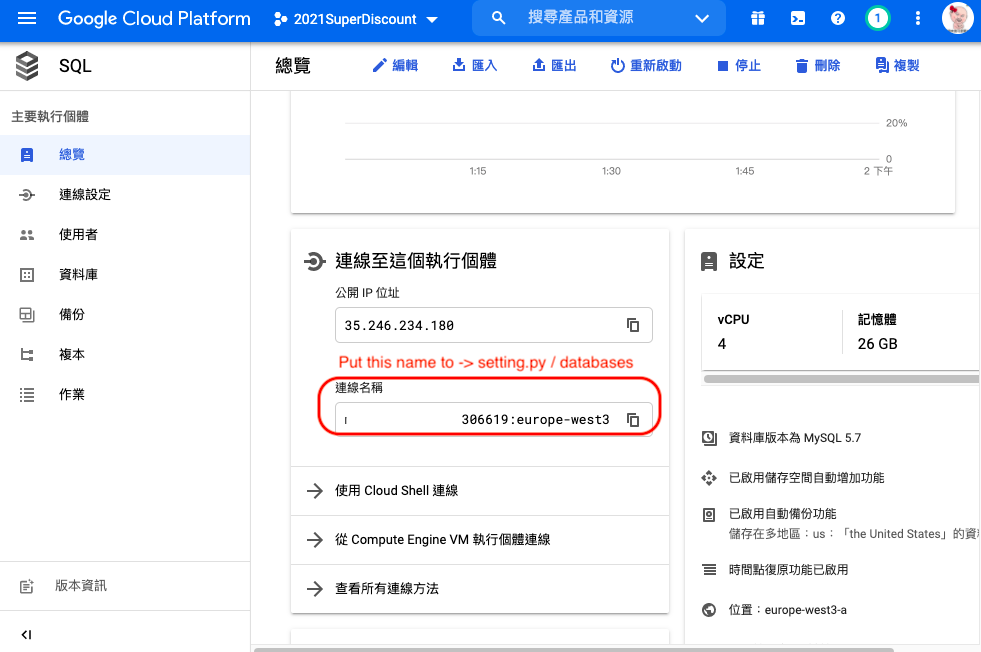 Google Cloud Platform
2021SuperDiscount
搜尋產品和資源
1
SQL
總覽
編輯
匯入
匯出
重新啟動
停止
刪除
複製
主要執行個體
總覽
連線設定
使用者
資料庫
備份
複本
作業
版本資訊
20%
0
1:15
1:30
1:45
2 下午
連線至這個執行個體
公開 IP 位址
35.246.234.180
Put this name to -> setting.py / databases
連線名稱
306619:europe-west3
使用 Cloud Shell 連線
從 Compute Engine VM 執行個體連線
查看所有連線方法
設定
vCPU
4
記憶體
26 GB
資料庫版本為 MySQL 5.7
已啟用儲存空間自動增加功能
已啟用自動備份功能
儲存在多地區：us：「the United States」的資
時間點復原功能已啟用
位置：europe-west3-a